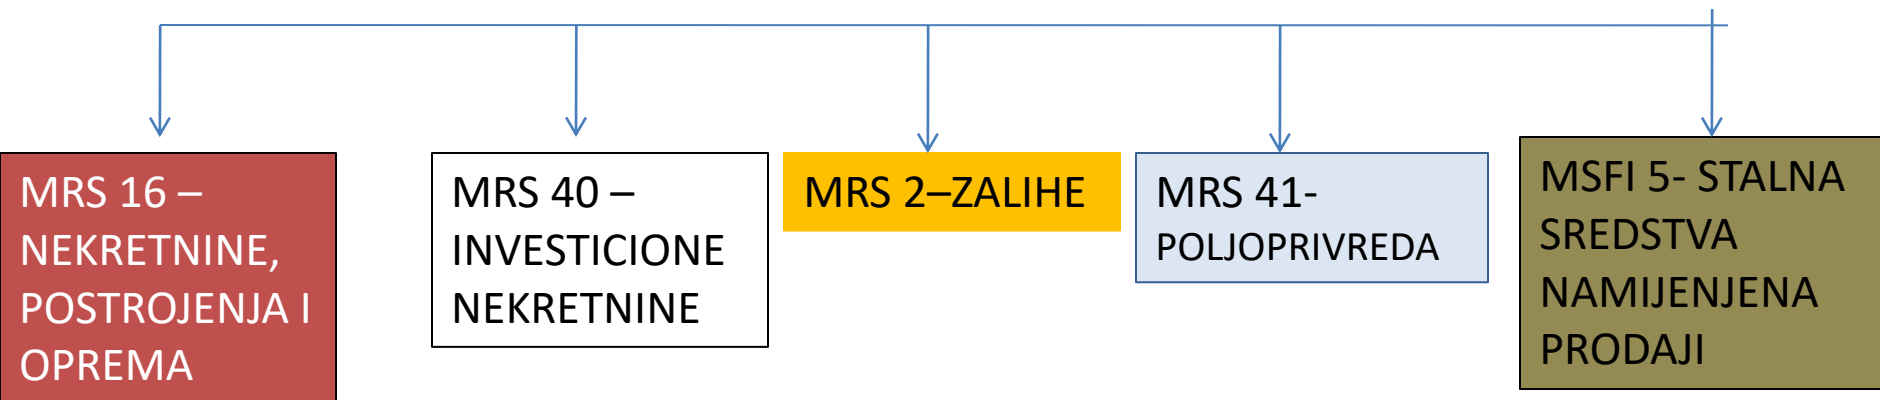 MRS 16 –
NEKRETNINE,
POSTROJENJA I
OPREMA
MRS 40 –
INVESTICIONE
NEKRETNINE
MRS 2–ZALIHE
MRS 41-
POLJOPRIVREDA
MSFI 5- STALNA
SREDSTVA
NAMIJENJENA
PRODAJI